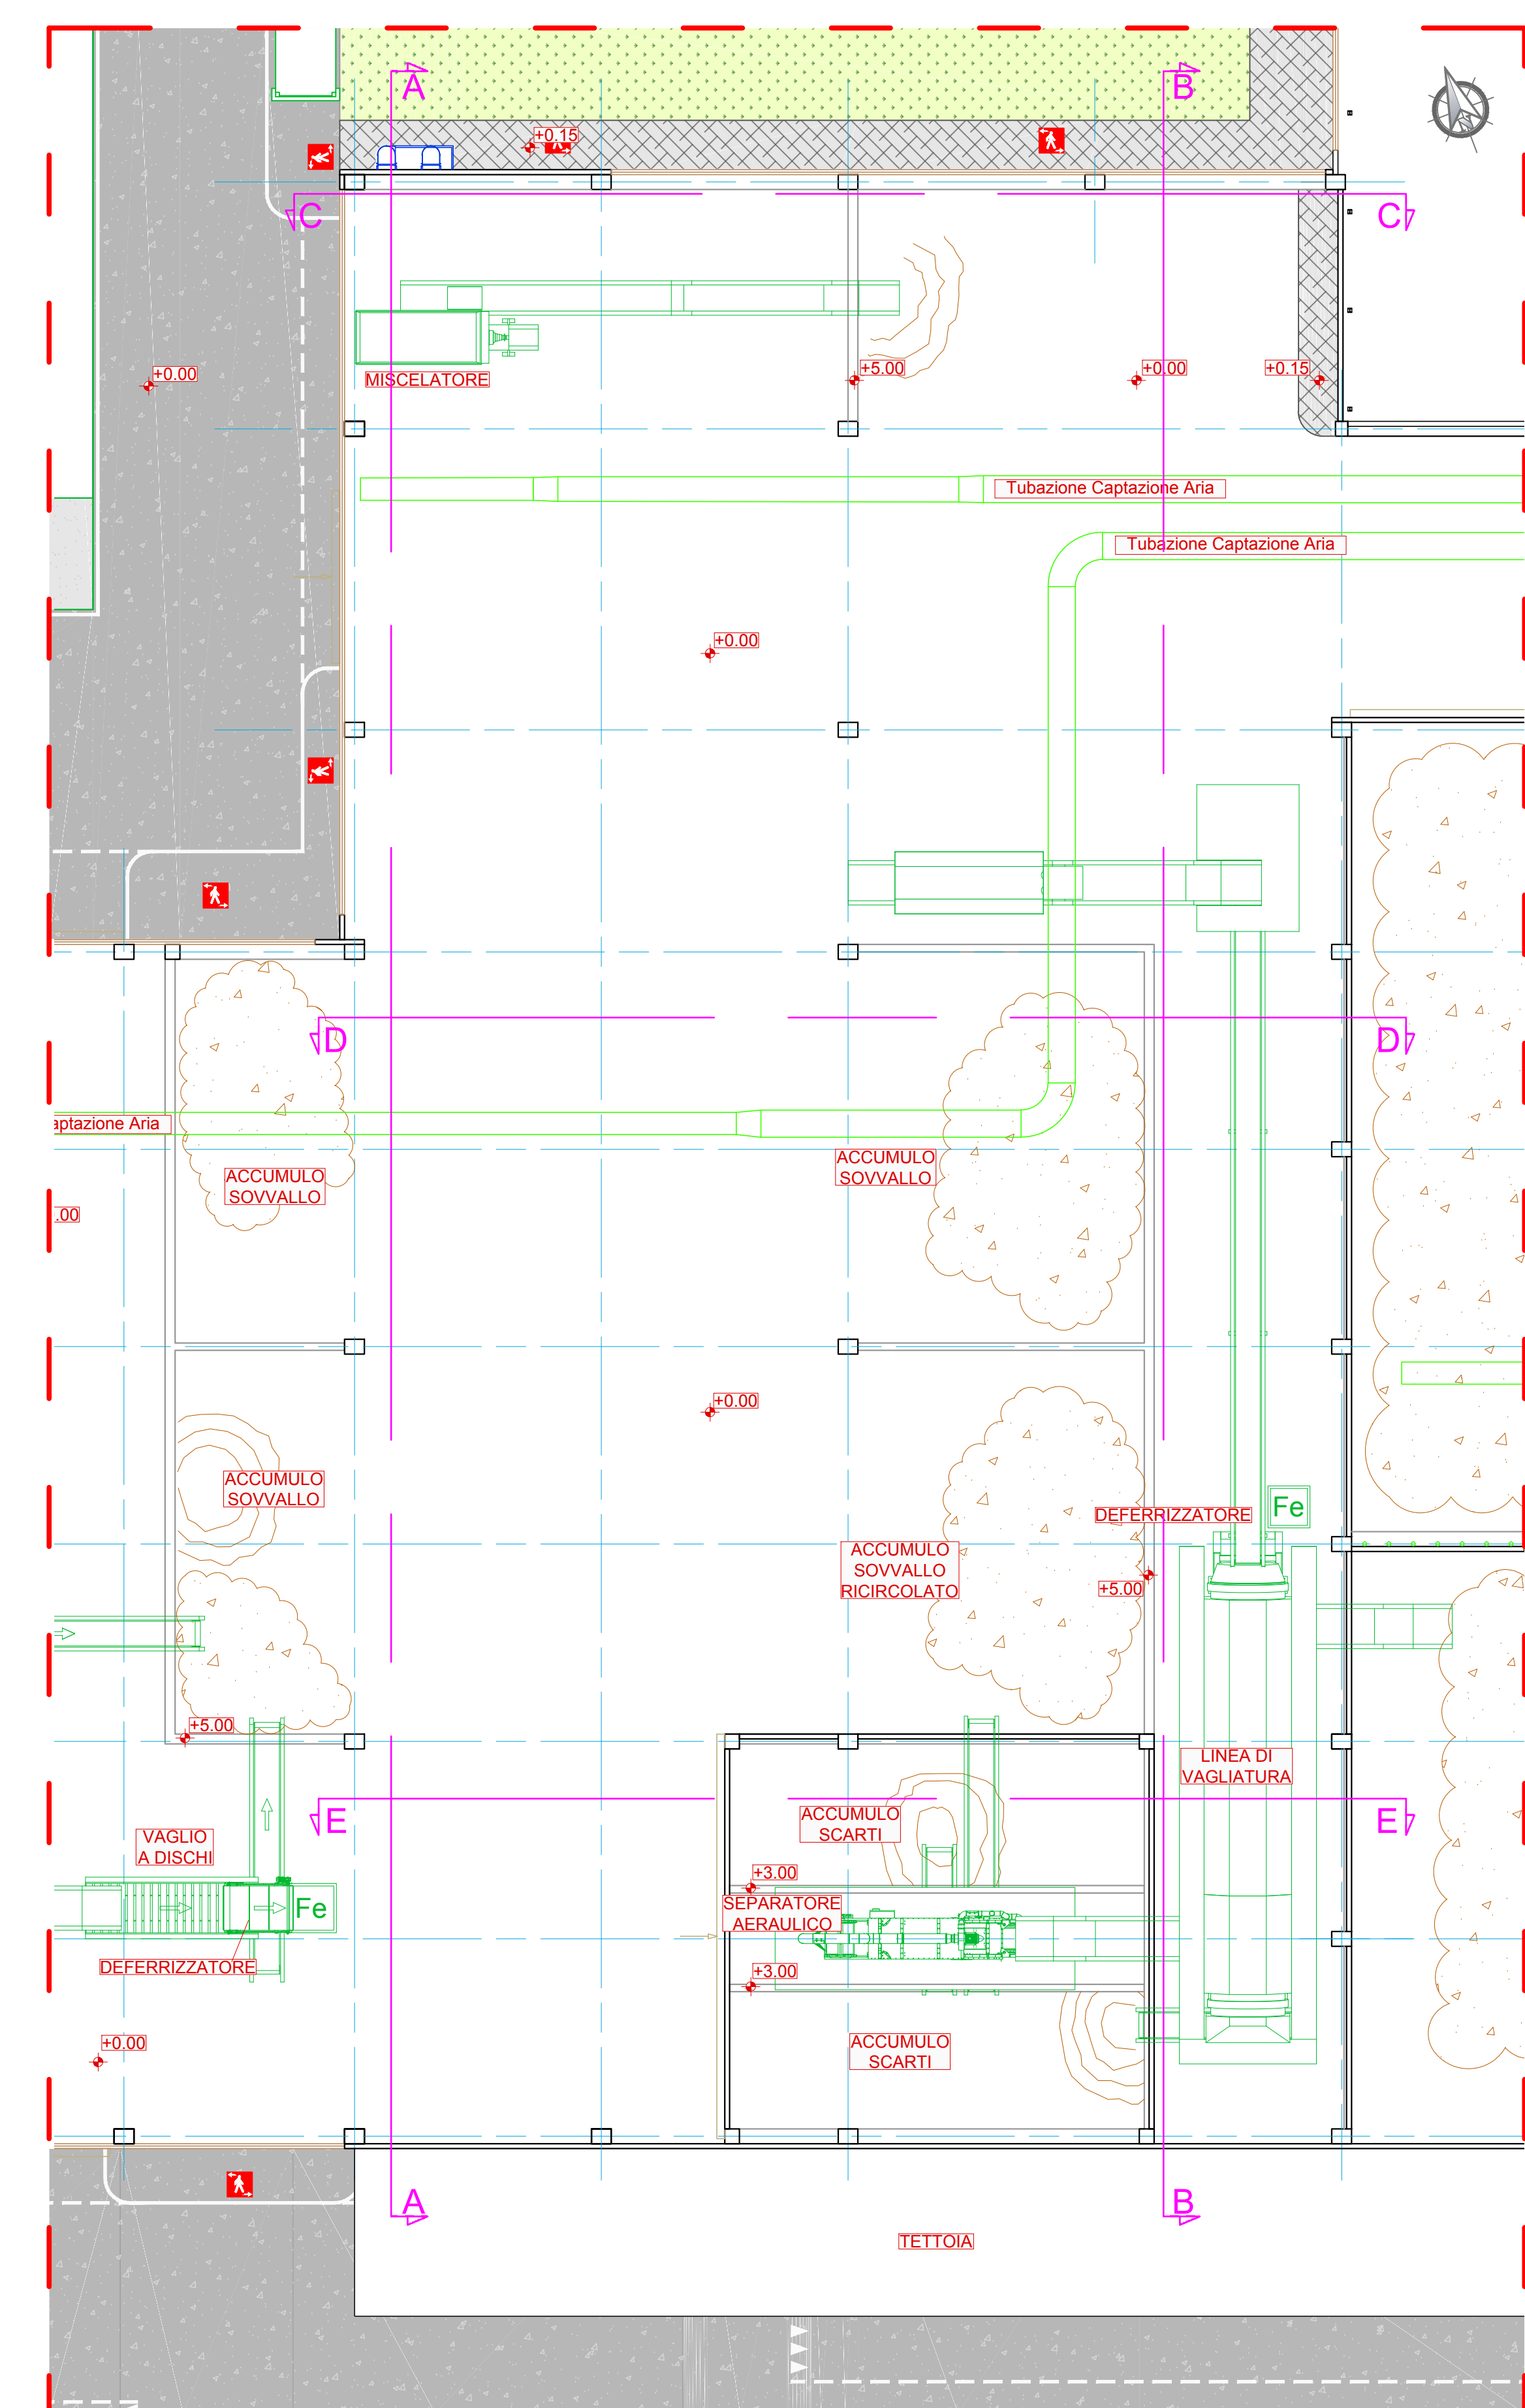 A
B
+0.15
C
C
+0.00
MISCELATORE
+5.00
+0.00
+0.15
Tubazione Captazione Aria
Tubazione Captazione Aria
+0.00
D
D
aptazione Aria
ACCUMULO
SOVVALLO
ACCUMULO
SOVVALLO
.00
+0.00
ACCUMULO
SOVVALLO
DEFERRIZZATORE
Fe
ACCUMULO
SOVVALLO
RICIRCOLATO
+5.00
+5.00
LINEA DI
VAGLIATURA
E
E
ACCUMULO
SCARTI
VAGLIO
A DISCHI
+3.00
Fe
SEPARATORE
AERAULICO
DEFERRIZZATORE
+3.00
+0.00
ACCUMULO
SCARTI
A
B
TETTOIA